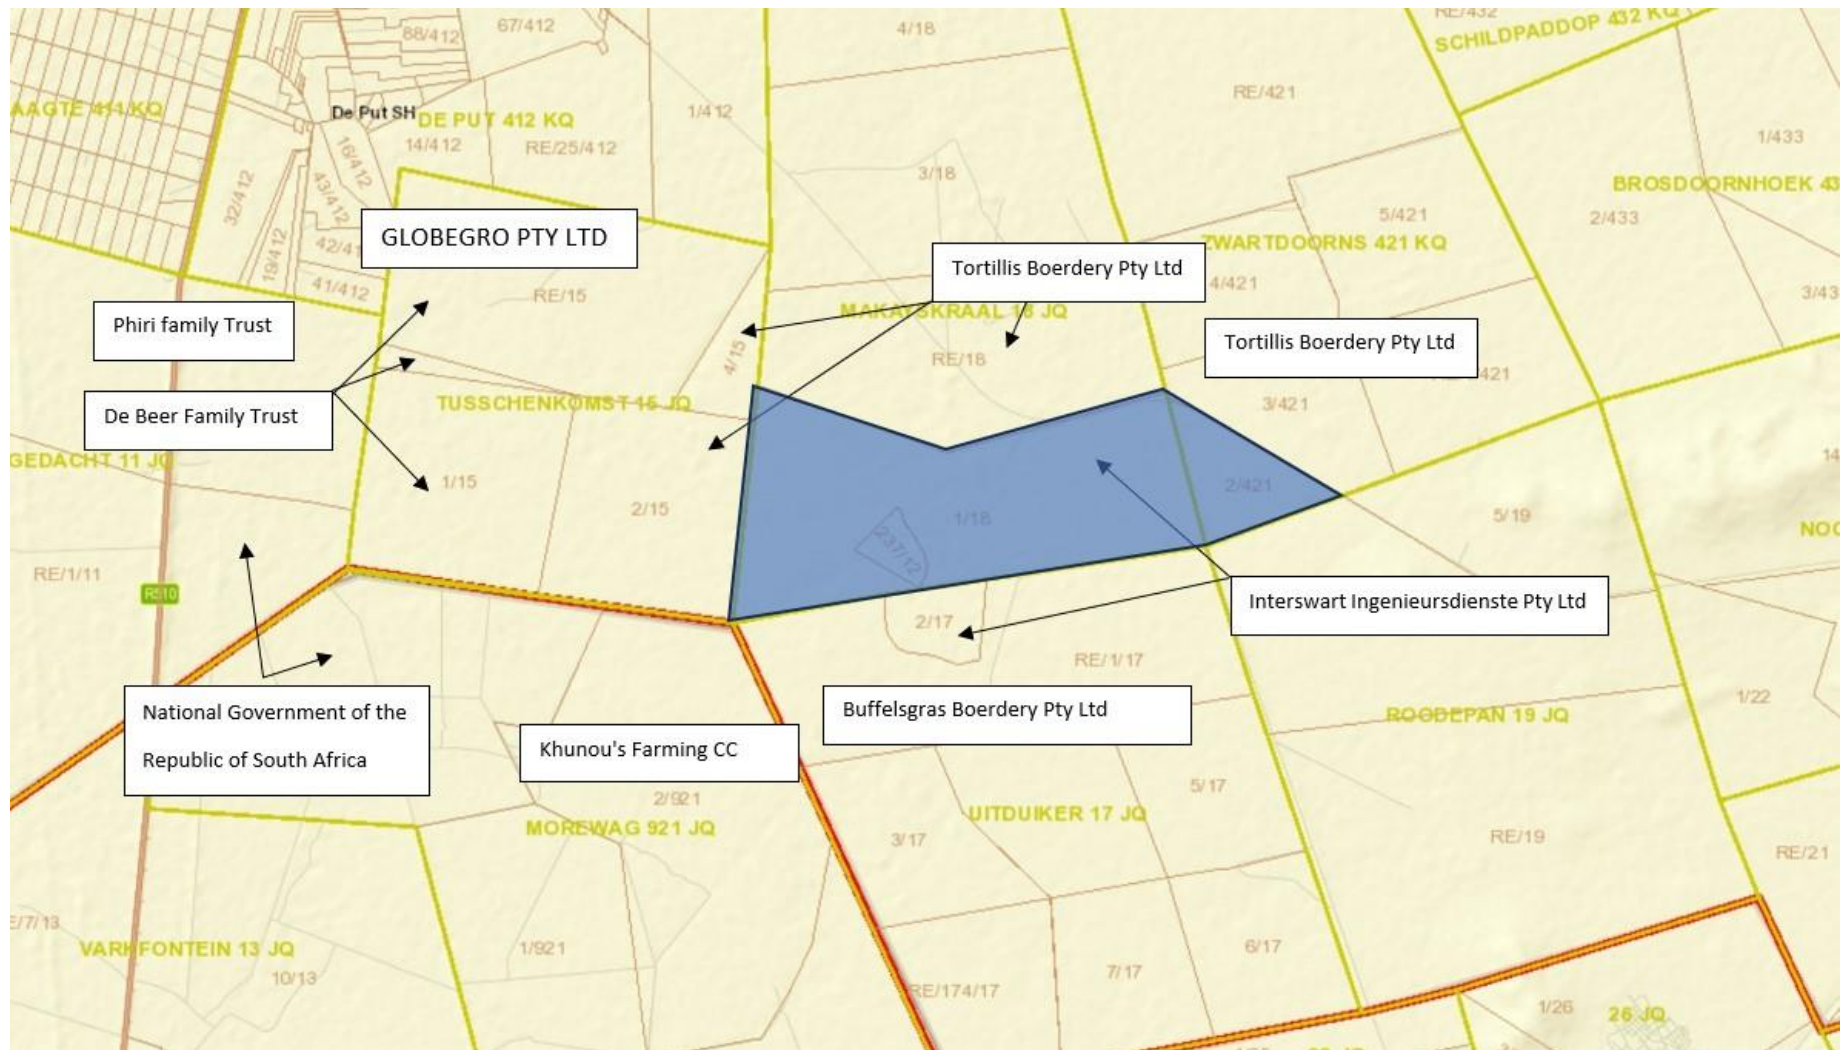 RE/432
SCHILDPADDOP 432 KQ
88/412
67/412
4/18
RE/421
AAGTE 411 KQ
De Put SH
DE PUT 412 KQ
1/412
1/433
14/412
RE/25/412
16/412
3/18
BROSDOORNHOEK 43
32/412
43/412
5/421
2/433
GLOBEGRO PTY LTD
19/412
42/41
ZWARTDOORNS 421 KQ
Tortillis Boerdery Pty Ltd
41/412
RE/15
4/421
3/43
Phiri family Trust
MAKAYSKRAAL 18 JQ
Tortillis Boerdery Pty Ltd
4/15
RE/18
421
De Beer Family Trust
TUSSCHENKOMST 15 JQ
3/421
GEDACHT 11 JQ
14
1/15
2/421
2/15
1/18
5/19
NOO
237/12
RE/1/11
R510
Interswart Ingenieursdienste Pty Ltd
2/17
RE/1/17
National Government of the
Republic of South Africa
Buffelsgras Boerdery Pty Ltd
1/22
ROODEPAN 19 JQ
Khunou's Farming CC
2/921
5/17
MOREWAG 921 JQ
UITDUIKER 17 JQ
3/17
RE/19
RE/21
E/7/13
VARKFONTEIN 13 JQ
1/921
6/17
10/13
7/17
RE/174/17
1/26
26 JQ